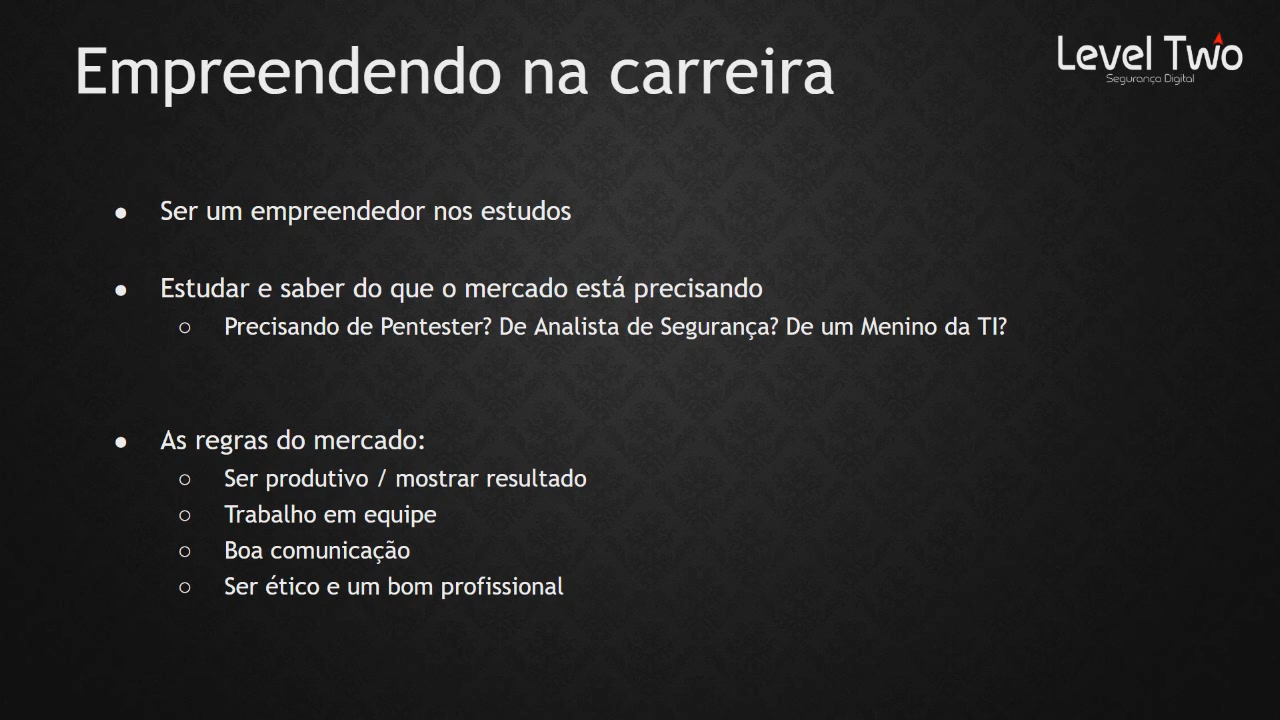 Empreendendo na carreira
Level Two
Segurança Digital
● Ser um empreendedor nos estudos
● Estudar e saber do que o mercado está precisando
○ Precisando de Pentester? De Analista de Segurança? De um Menino da TI?
● As regras do mercado:
○ Ser produtivo / mostrar resultado
○ Trabalho em equipe
○ Boa comunicação
○ Ser ético e um bom profissional